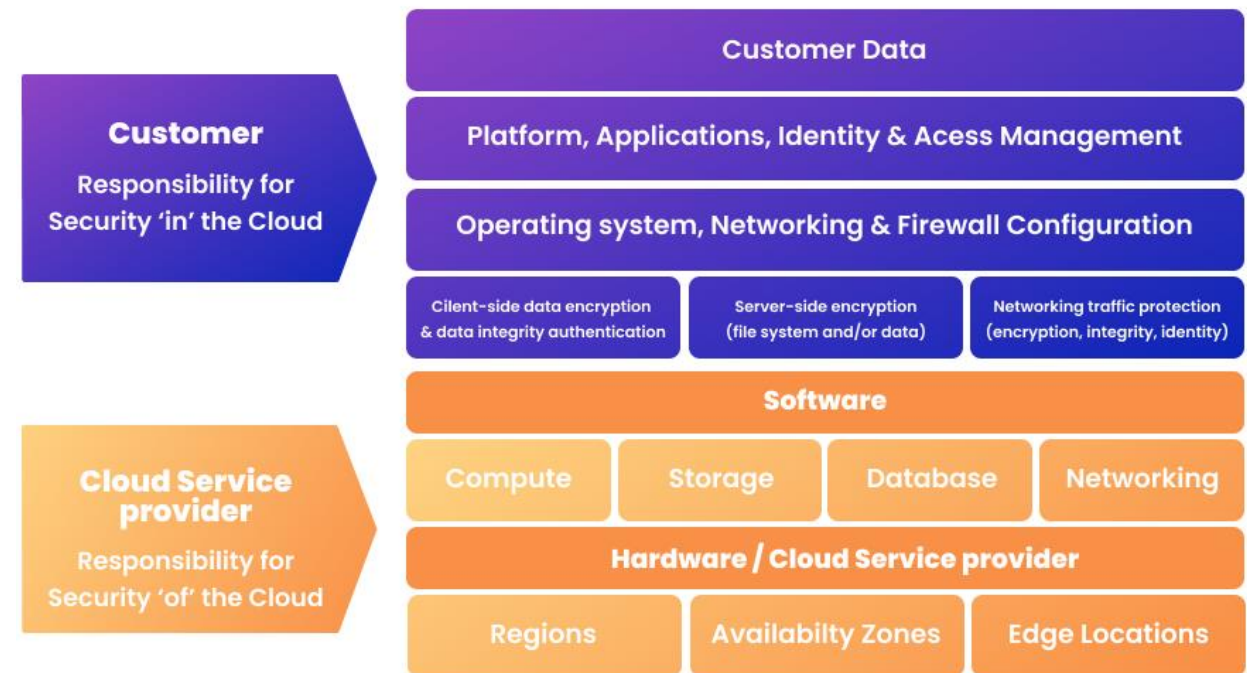 Customer
Responsibility for
Security ‘in’ the Cloud
Customer Data
Platform, Applications, Identity & Acess Management
Operating system, Networking & Firewall Configuration
Cilent-side data encryption
& data integrity authentication
Server-side encryption
(file system and/or data)
Networking traffic protection
(encryption, integrity, identity)
Cloud Service
provider
Responsibility for
Security ‘of’ the Cloud
Software
Compute
Storage
Database
Networking
Hardware / Cloud Service provider
Regions
Availabilty Zones
Edge Locations